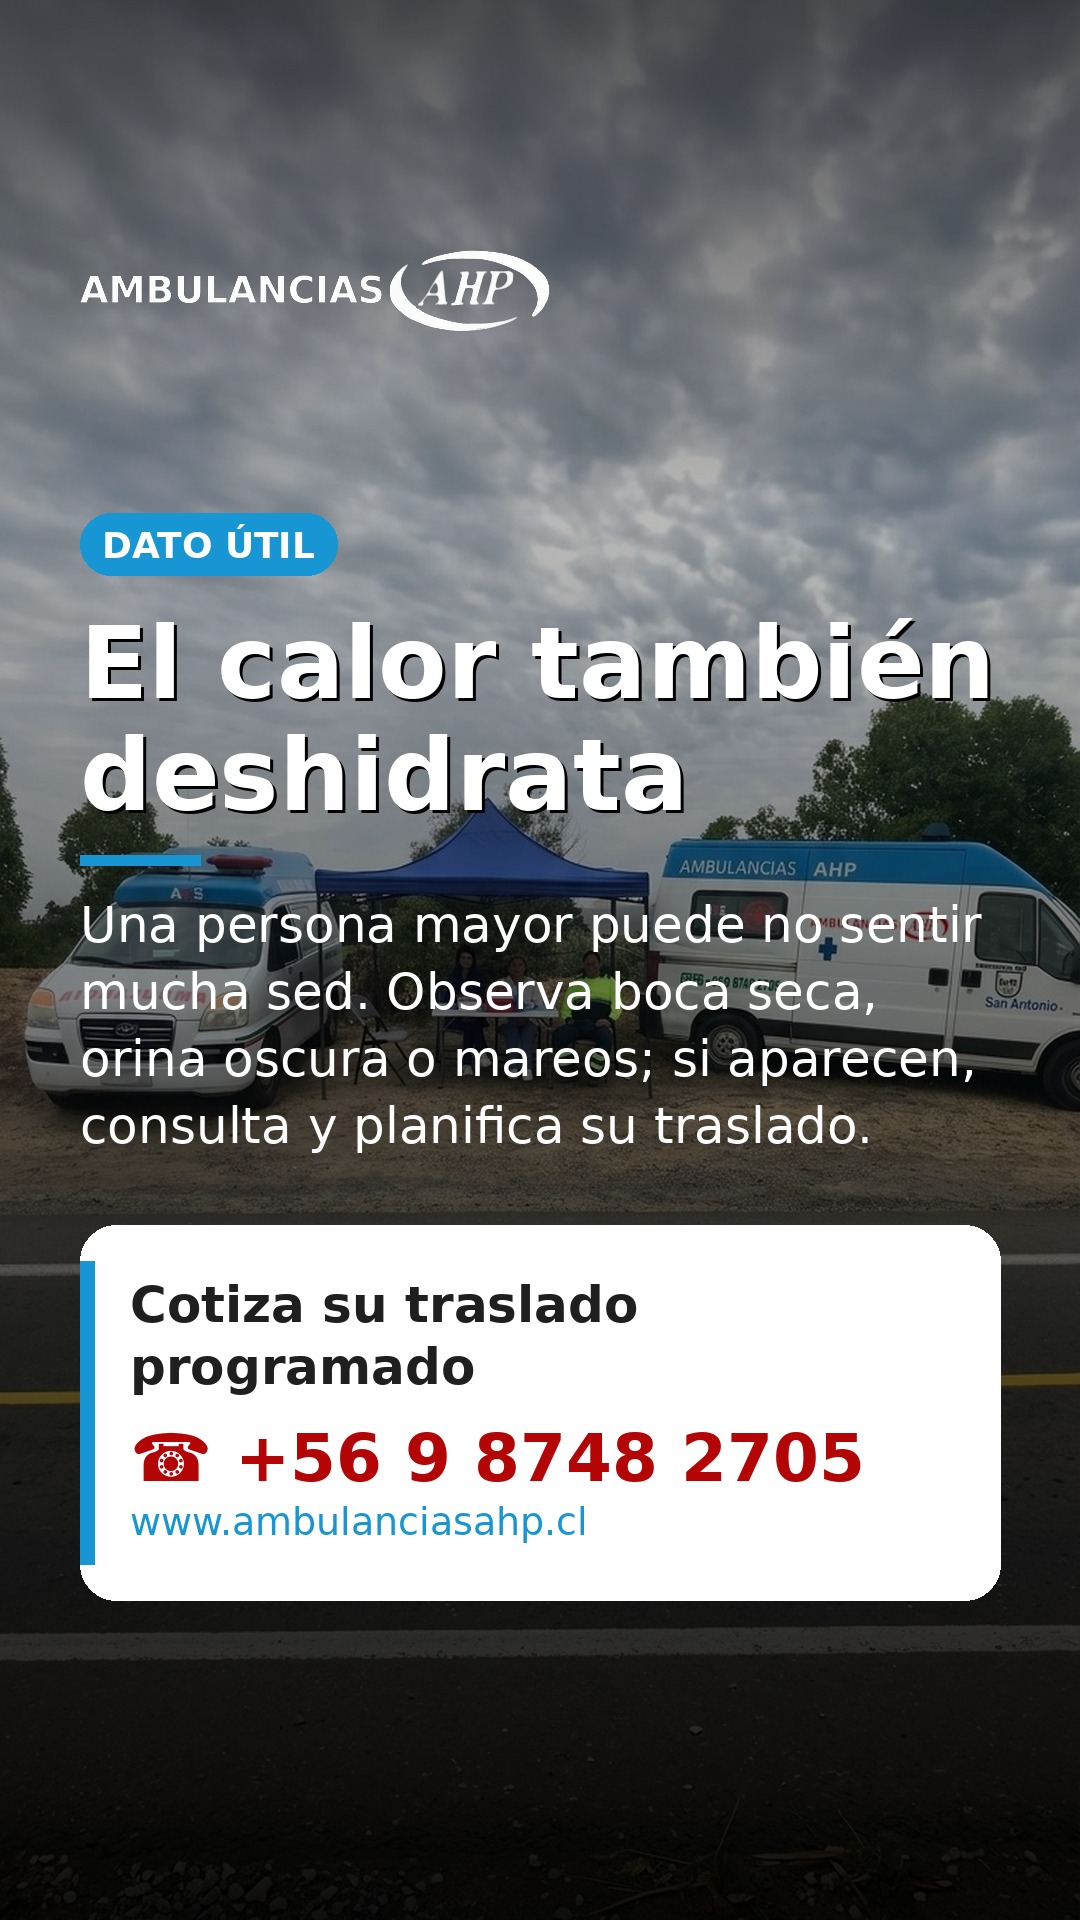 AMBULANCIAS AHP
DATO ÚTIL
El calor también
deshidrata
AMBULANCIAS AHP
Una persona mayor puede no sentir
mucha sed. Observa boca seca,
orina oscura o mareos; si aparecen,
consulta y planifica su traslado.
San Antonio
Cotiza su traslado
programado
☎ +56 9 8748 2705
www.ambulanciasahp.cl